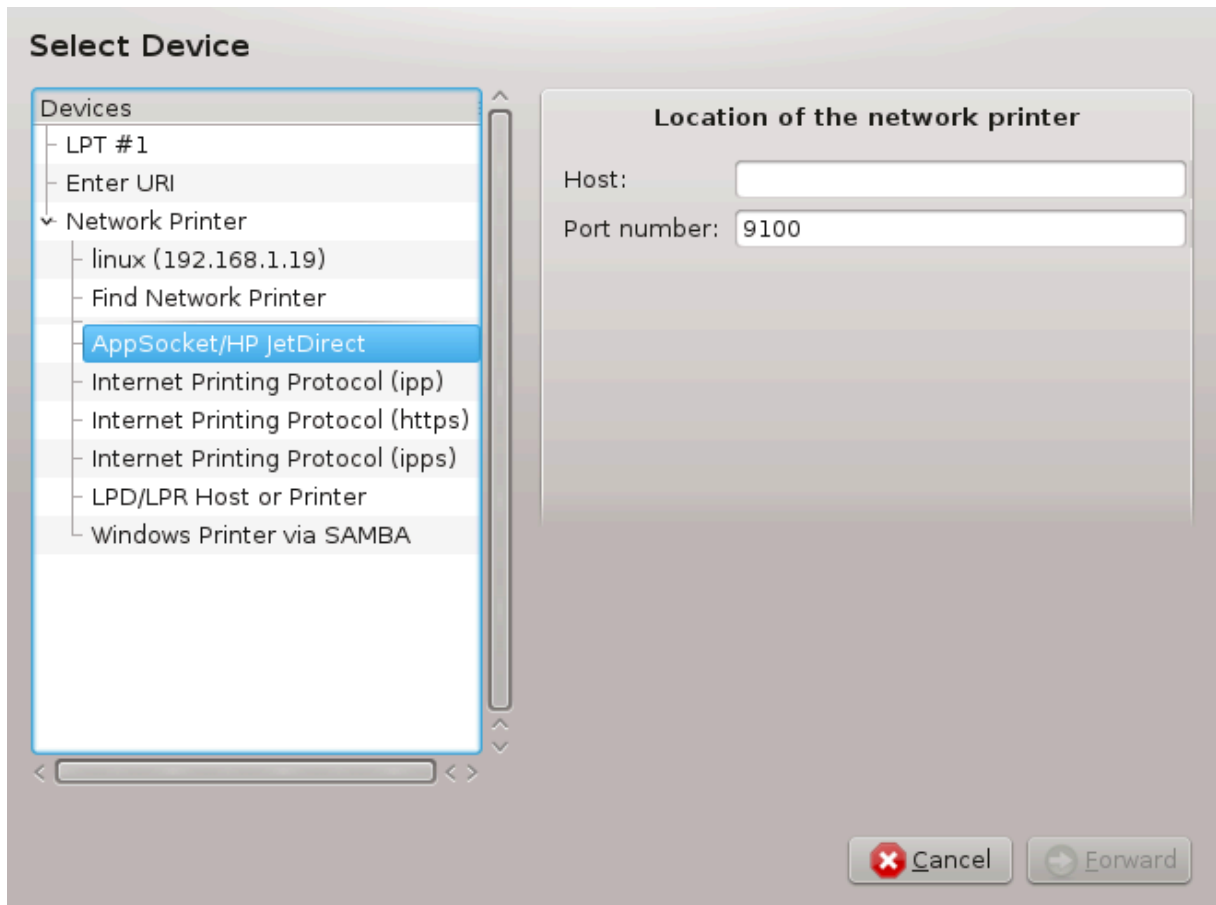 Select Device
Devices
LPT #1
Enter URI
Network Printer
linux (192.168.1.19)
Find Network Printer
AppSocket/HP JetDirect
Internet Printing Protocol (ipp)
Internet Printing Protocol (https)
Internet Printing Protocol (ipps)
LPD/LPR Host or Printer
Windows Printer via SAMBA
Location of the network printer
Host:
Port number: 9100
Cancel
Forward